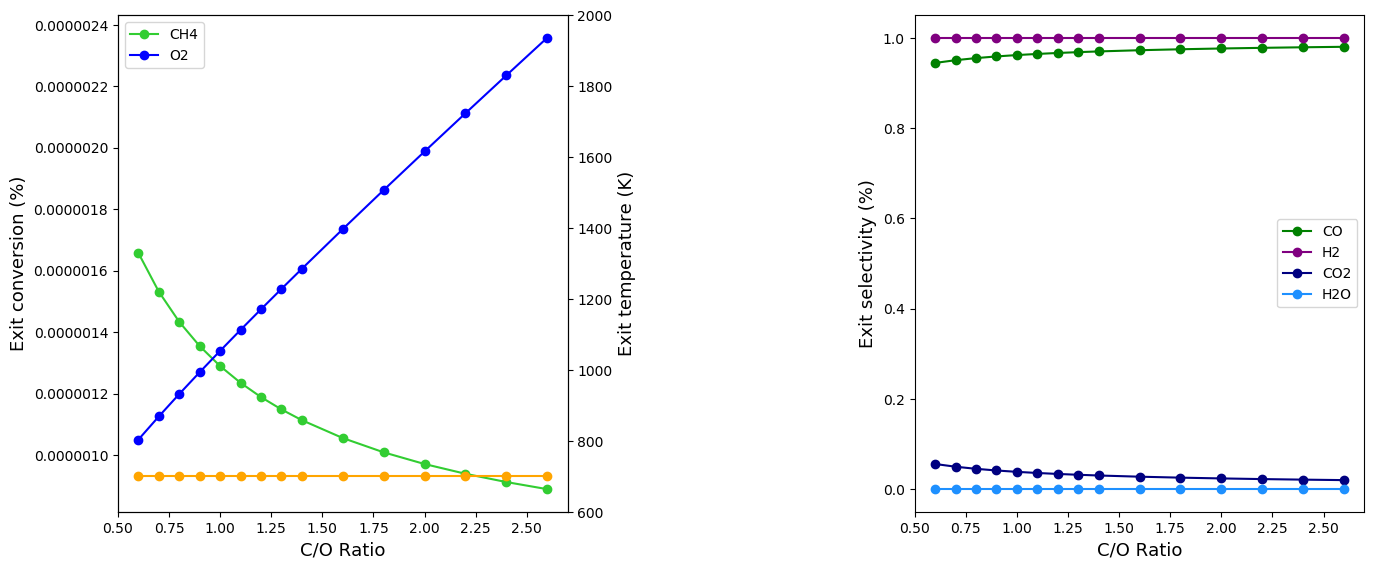 CH4
O2
0.0000024
0.0000022
0.0000020
0.0000018
0.0000016
0.0000014
0.0000012
0.0000010
Exit conversion (%)
0.50 0.75 1.00 1.25 1.50 1.75 2.00 2.25 2.50
C/O Ratio
2000
1800
1600
1400
1200
1000
800
600
Exit temperature (K)
1.0
0.8
0.6
0.4
0.2
0.0
Exit selectivity (%)
CO
H2
CO2
H2O
0.50 0.75 1.00 1.25 1.50 1.75 2.00 2.25 2.50
C/O Ratio